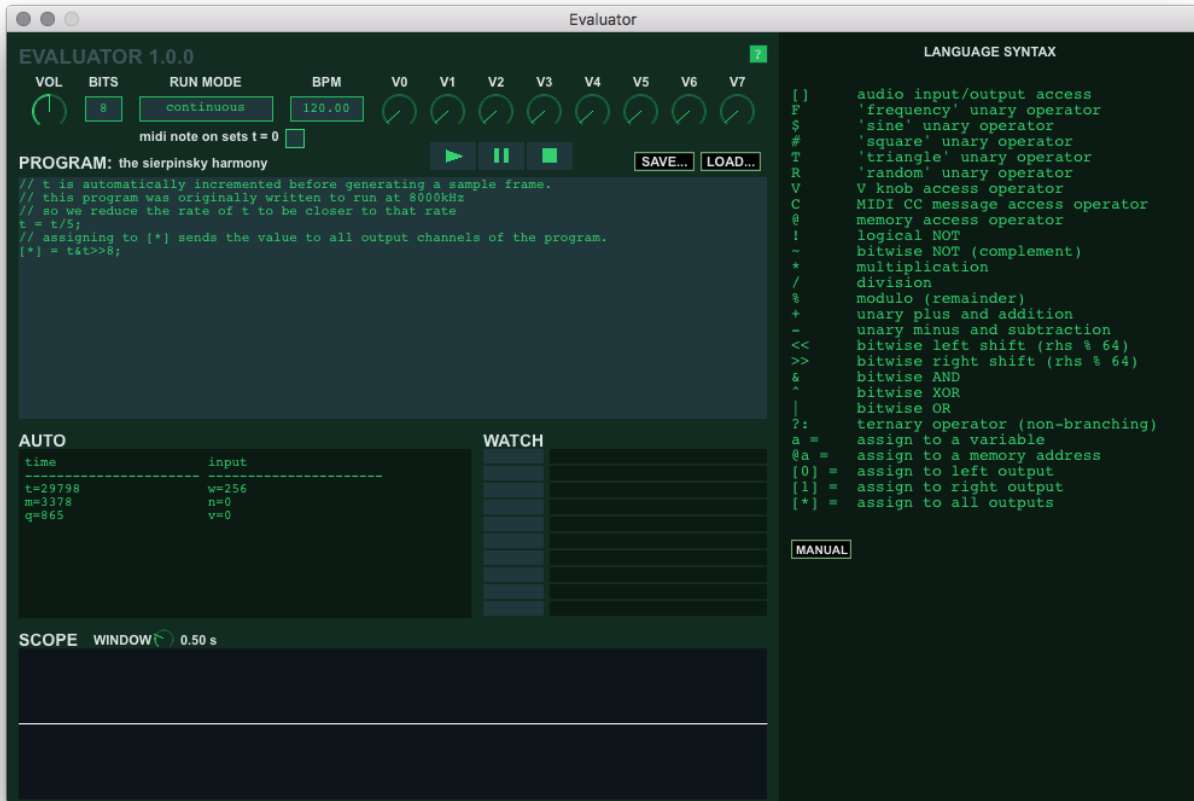 Evaluator
EVALUATOR 1.0.0
?
VOL BITS RUN MODE BPM V0 V1 V2 V3 V4 V5 V6 V7
8 continuous 120.00
midi note on sets t = 0
PROGRAM: the sierpinsky harmony
SAVE... LOAD...
// t is automatically incremented before generating a sample frame.
// this program was originally written to run at 8000kHz
// so we reduce the rate of t to be closer to that rate
t = t/5;
// assigning to [*] sends the value to all output channels of the program.
[*] = t&t>>8;
AUTO
time input
---------------------- ----------------------
t=29798 w=256
m=3378 n=0
q=865 v=0
WATCH
SCOPE WINDOW 0.50 s
LANGUAGE SYNTAX
[] audio input/output access
F 'frequency' unary operator
$ 'sine' unary operator
# 'square' unary operator
T 'triangle' unary operator
R 'random' unary operator
V V knob access operator
C MIDI CC message access operator
@ memory access operator
! logical NOT
~ bitwise NOT (complement)
* multiplication
/ division
% modulo (remainder)
+ unary plus and addition
- unary minus and subtraction
<< bitwise left shift (rhs % 64)
>> bitwise right shift (rhs % 64)
& bitwise AND
^ bitwise XOR
| bitwise OR
?: ternary operator (non-branching)
a = assign to a variable
@a = assign to a memory address
[0] = assign to left output
[1] = assign to right output
[*] = assign to all outputs
MANUAL